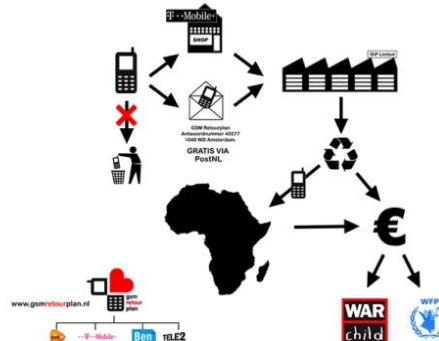 T··Mobile·
SHOP
GSM Retourplan
Antwoordnummer 45577
1040 WD Amsterdam.
GRATIS VIA
PostNL
€
www.gsmretourplan.nl
gsm
retour
plan
·T··Mobile·
Ben
TELE2
WAR
child
WFP